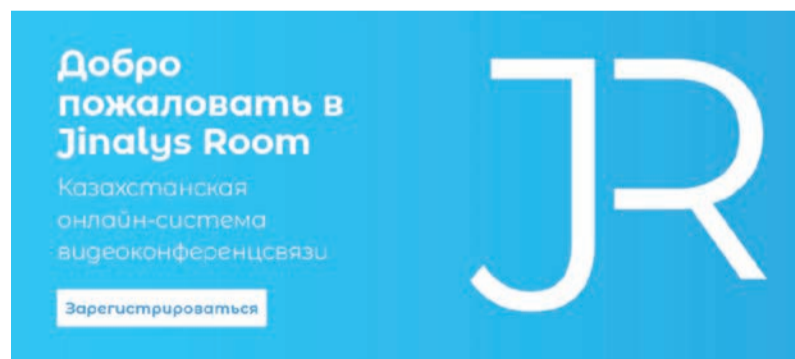 Добро
пожаловать в
Jinalys Room
Казахстанская
онлайн-система
видеоконференцсвязи
Зарегистрироваться
JR